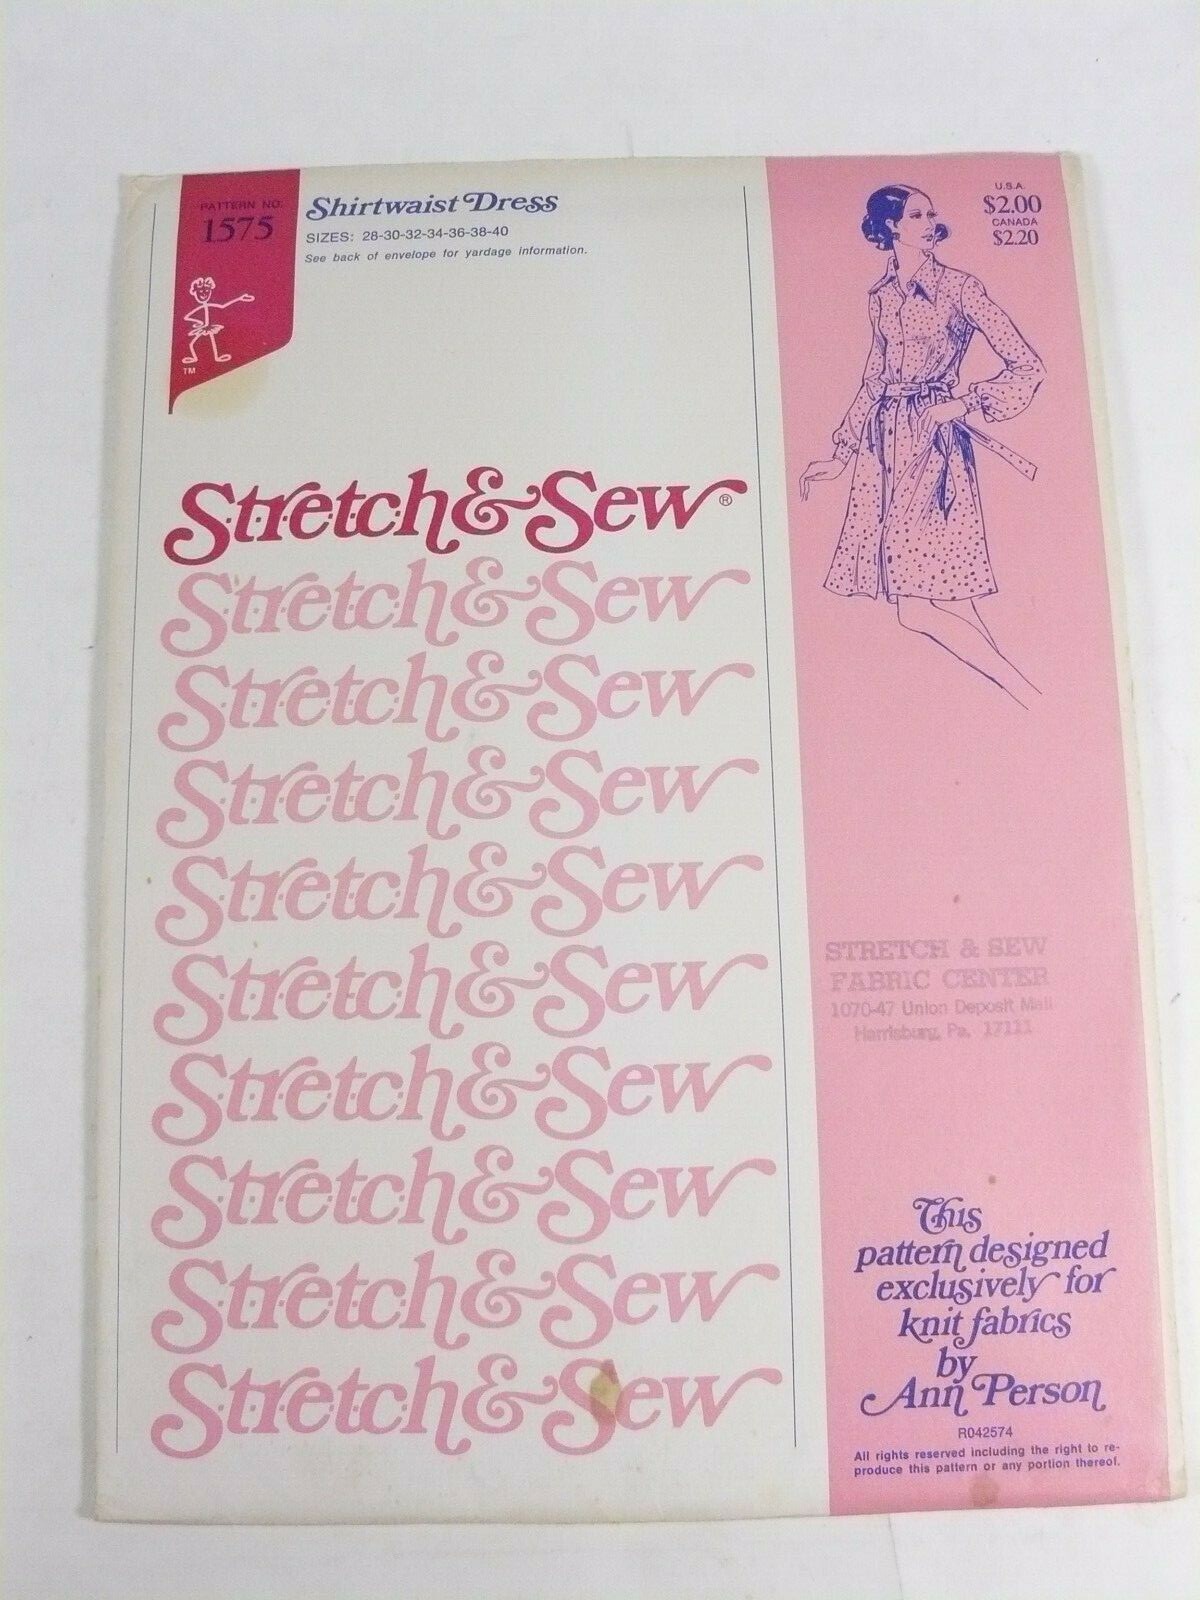 PATTERN NO.
1575
TM
Shirtwaist Dress
SIZES: 28-30-32-34-36-38-40
See back of envelope for yardage information.
U.S.A.
$2.00
CANADA
$2.20
Stretch & Sew ®
Stretch & Sew
Stretch & Sew
Stretch & Sew
Stretch & Sew
Stretch & Sew
Stretch & Sew
Stretch & Sew
Stretch & Sew
Stretch & Sew
STRETCH & SEW
FABRIC CENTER
1070-47 Union Deposit Mall
Harrisburg, Pa. 17111
This
pattern designed
exclusively for
knit fabrics
by
Ann Person
R042574
All rights reserved including the right to re-
produce this pattern or any portion thereof.